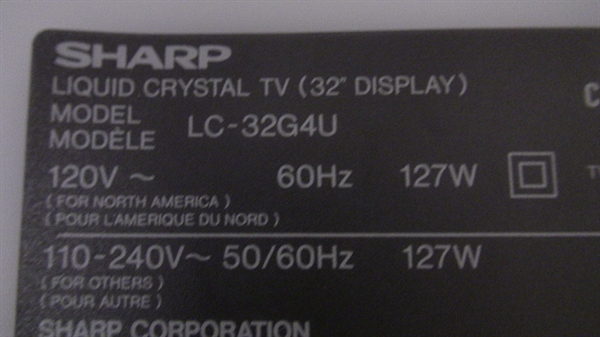 SHARP
LIQUID CRYSTAL TV (32" DISPLAY)
MODEL
MODÈLE LC-32G4U
120V ~ 60Hz 127W
(FOR NORTH AMERICA)
(POUR L'AMERIQUE DU NORD)
110-240V~ 50/60Hz 127W
(FOR OTHERS)
(POUR AUTRE)
SHARP CORPORATION